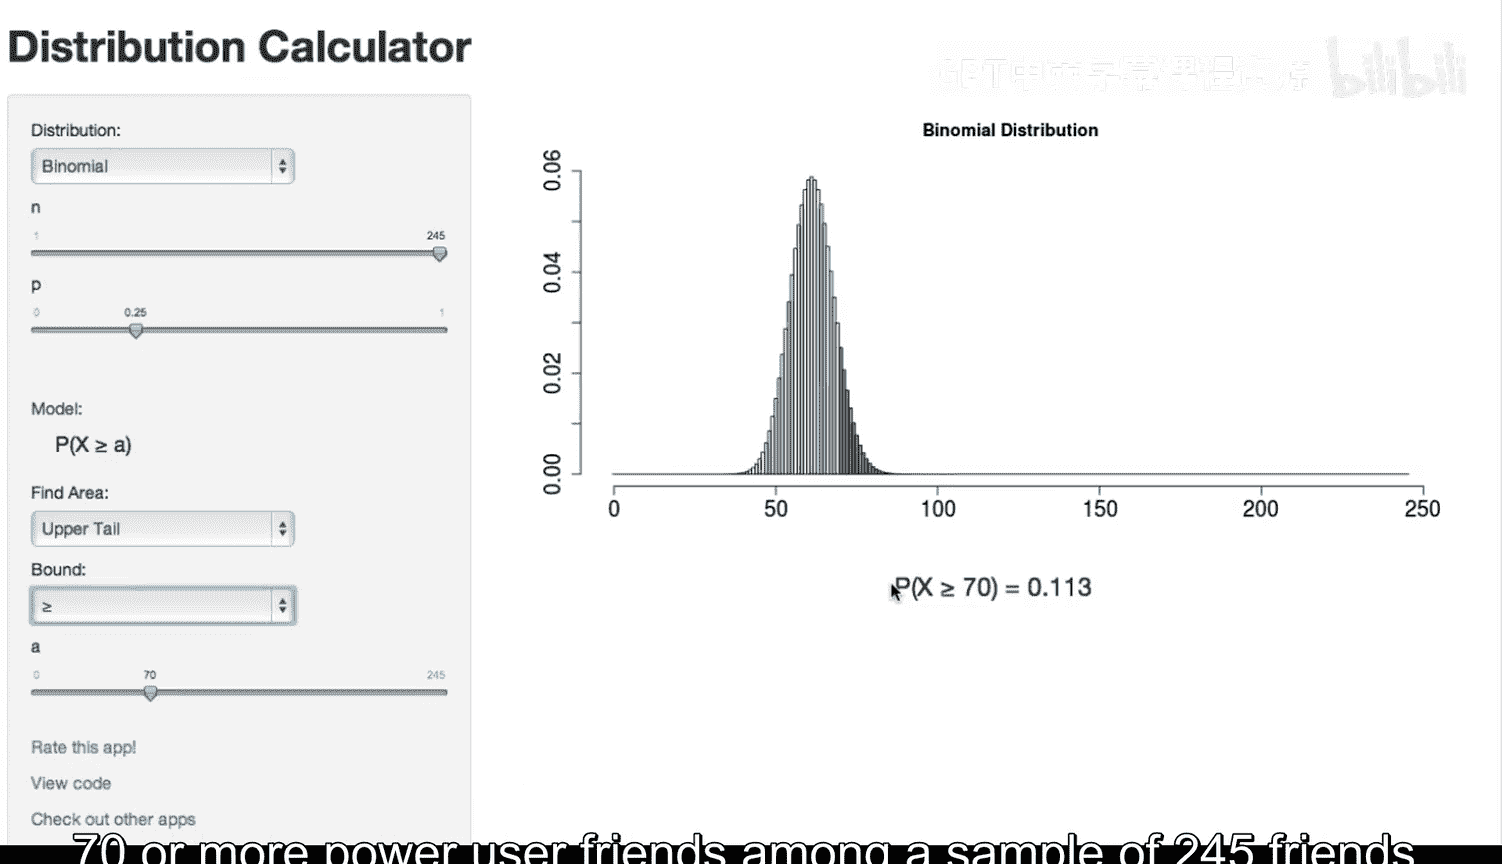 Distribution Calculator
bilibili
Distribution:
Binomial
n
1
245
p
0
0.25
1
Model:
P(X ≥ a)
Find Area:
Upper Tail
Bound:
≥
a
0
70
245
Rate this app!
View code
Check out other apps
Binomial Distribution
0.06
0.04
0.02
0.00
0
50
100
150
200
250
P(X ≥ 70) = 0.113
70 or more power user friends among a sample of 245 friends